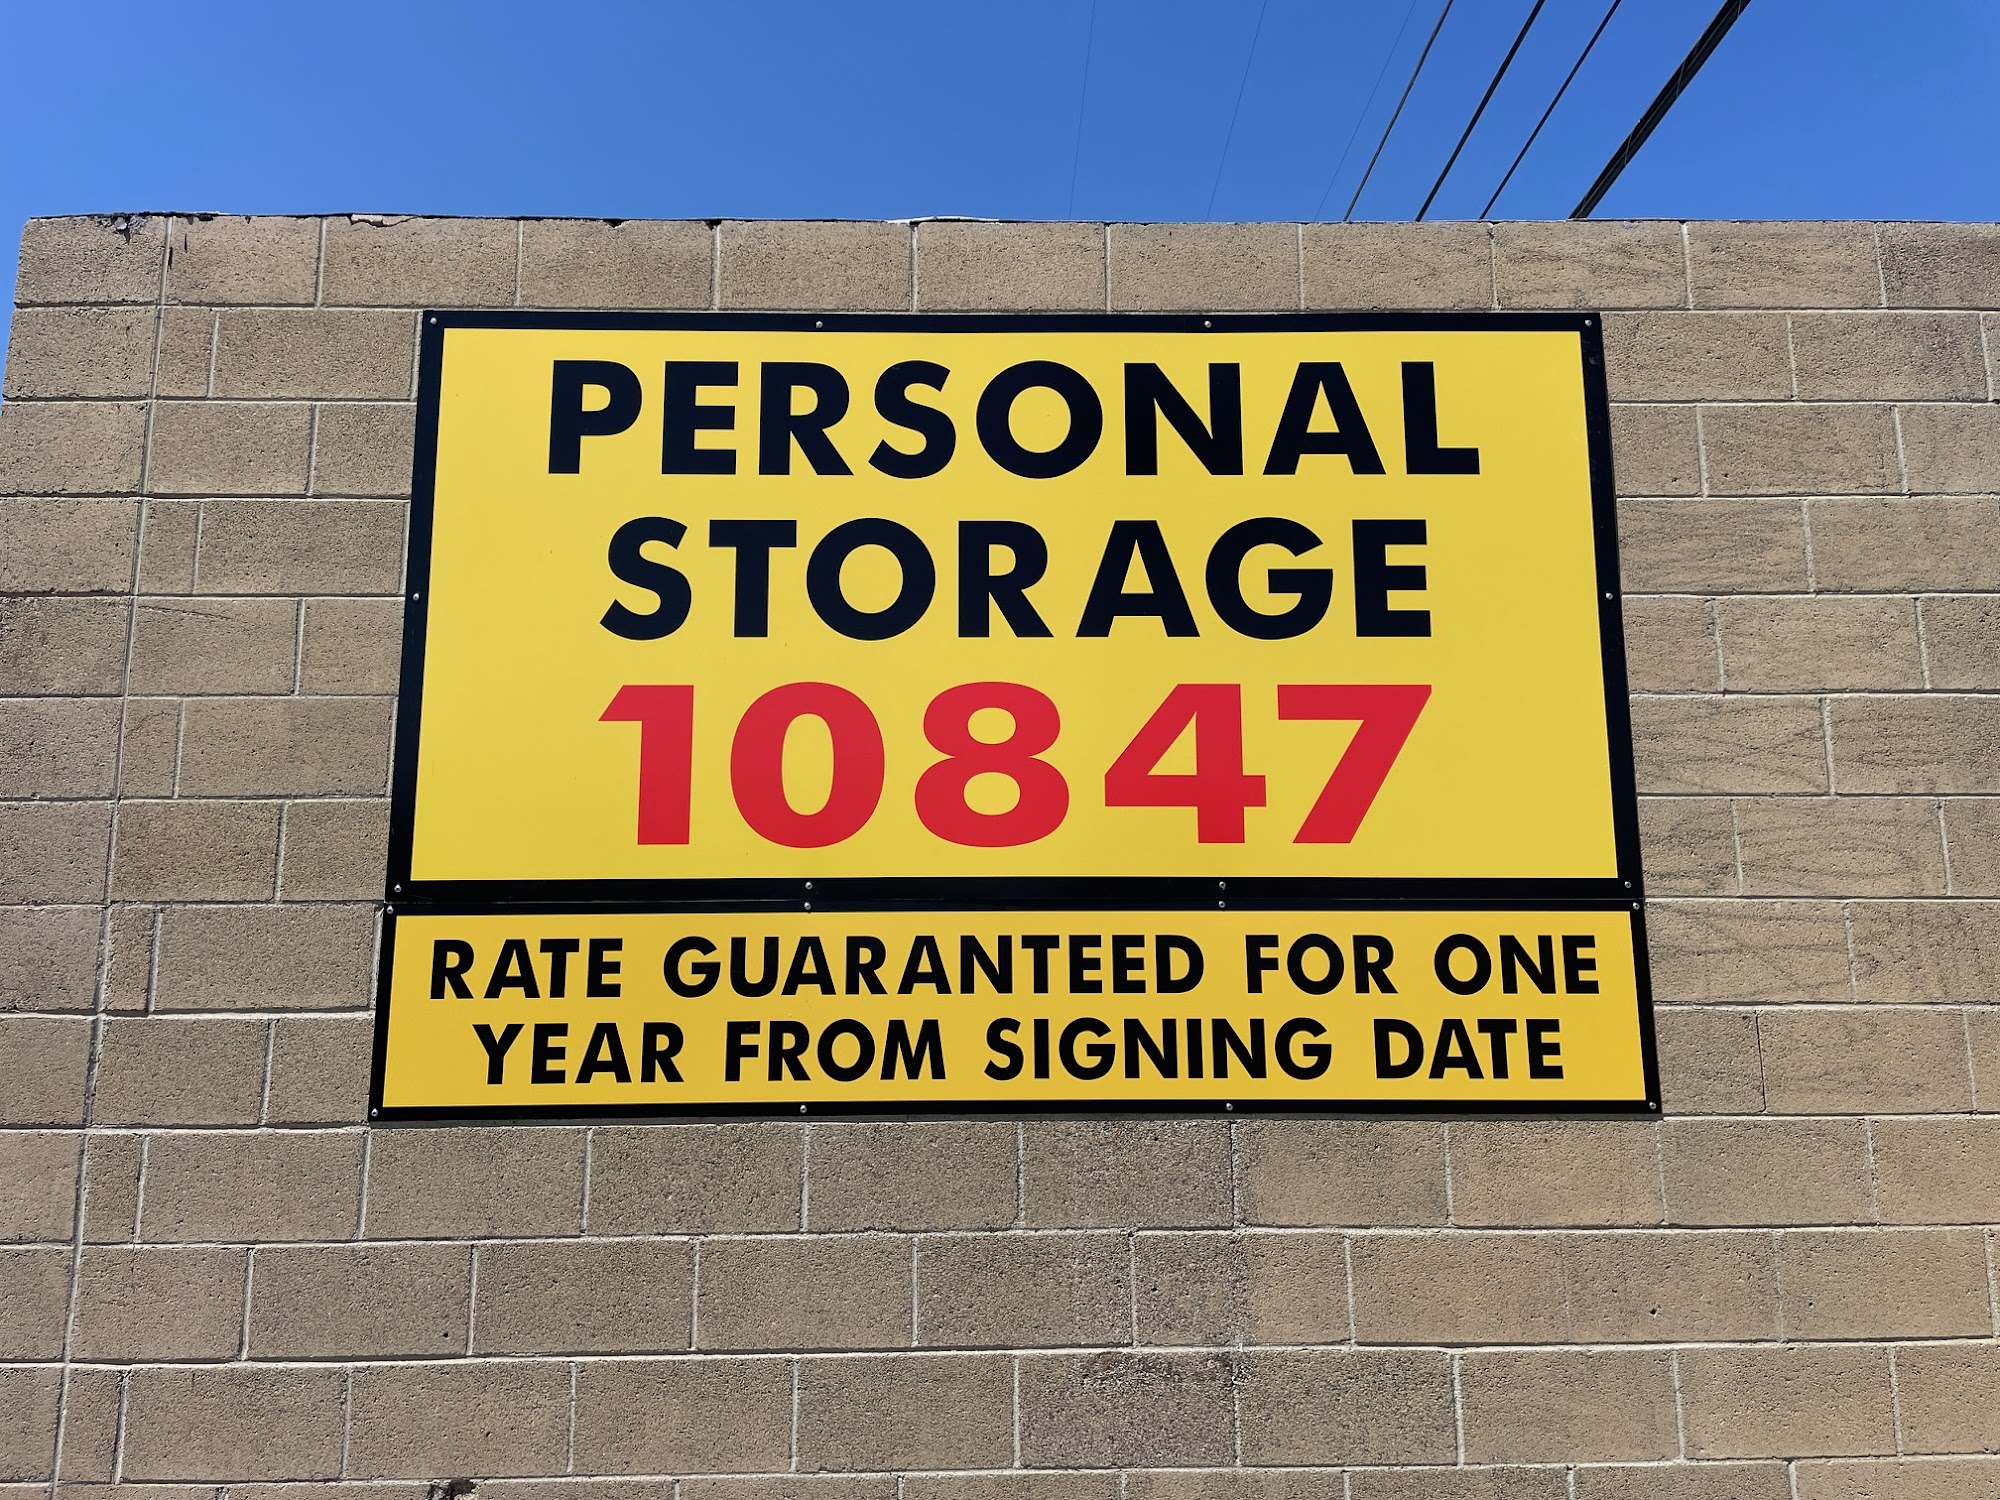 PERSONAL
STORAGE
10847
RATE GUARANTEED FOR ONE
YEAR FROM SIGNING DATE